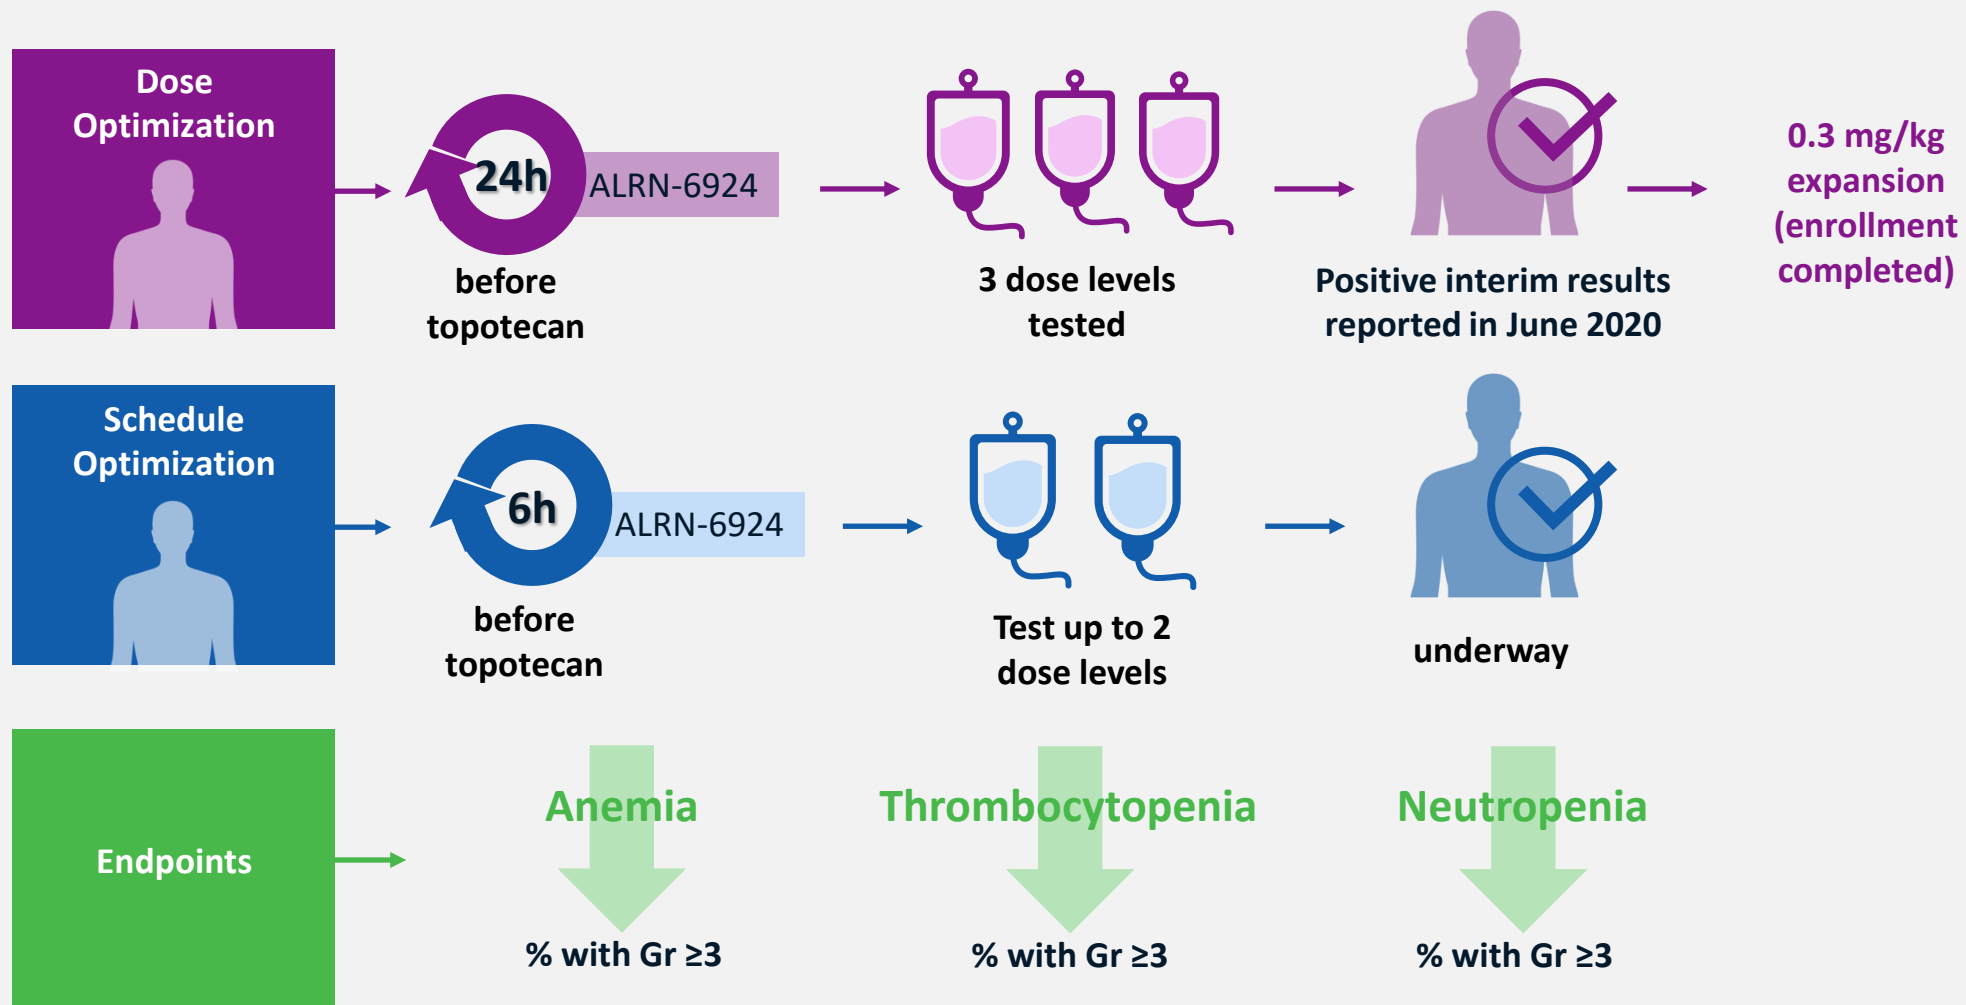 Dose
Optimization
24h
ALRN-6924
before
topotecan
3 dose levels
tested
Positive interim results
reported in June 2020
0.3 mg/kg
expansion
(enrollment
completed)
Schedule
Optimization
6h
ALRN-6924
before
topotecan
Test up to 2
dose levels
underway
Endpoints
Anemia
% with Gr ≥3
Thrombocytopenia
% with Gr ≥3
Neutropenia
% with Gr ≥3